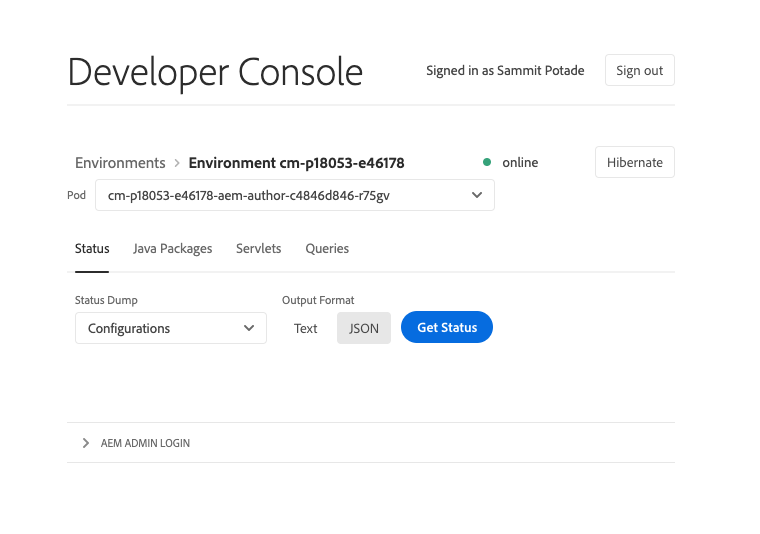 Developer Console
Signed in as Sammit Potade
Sign out
Environments > Environment cm-p18053-e46178
online
Hibernate
Pod
cm-p18053-e46178-aem-author-c4846d846-r75gv
Status Java Packages Servlets Queries
Status Dump
Output Format
Configurations
Text JSON Get Status
AEM ADMIN LOGIN